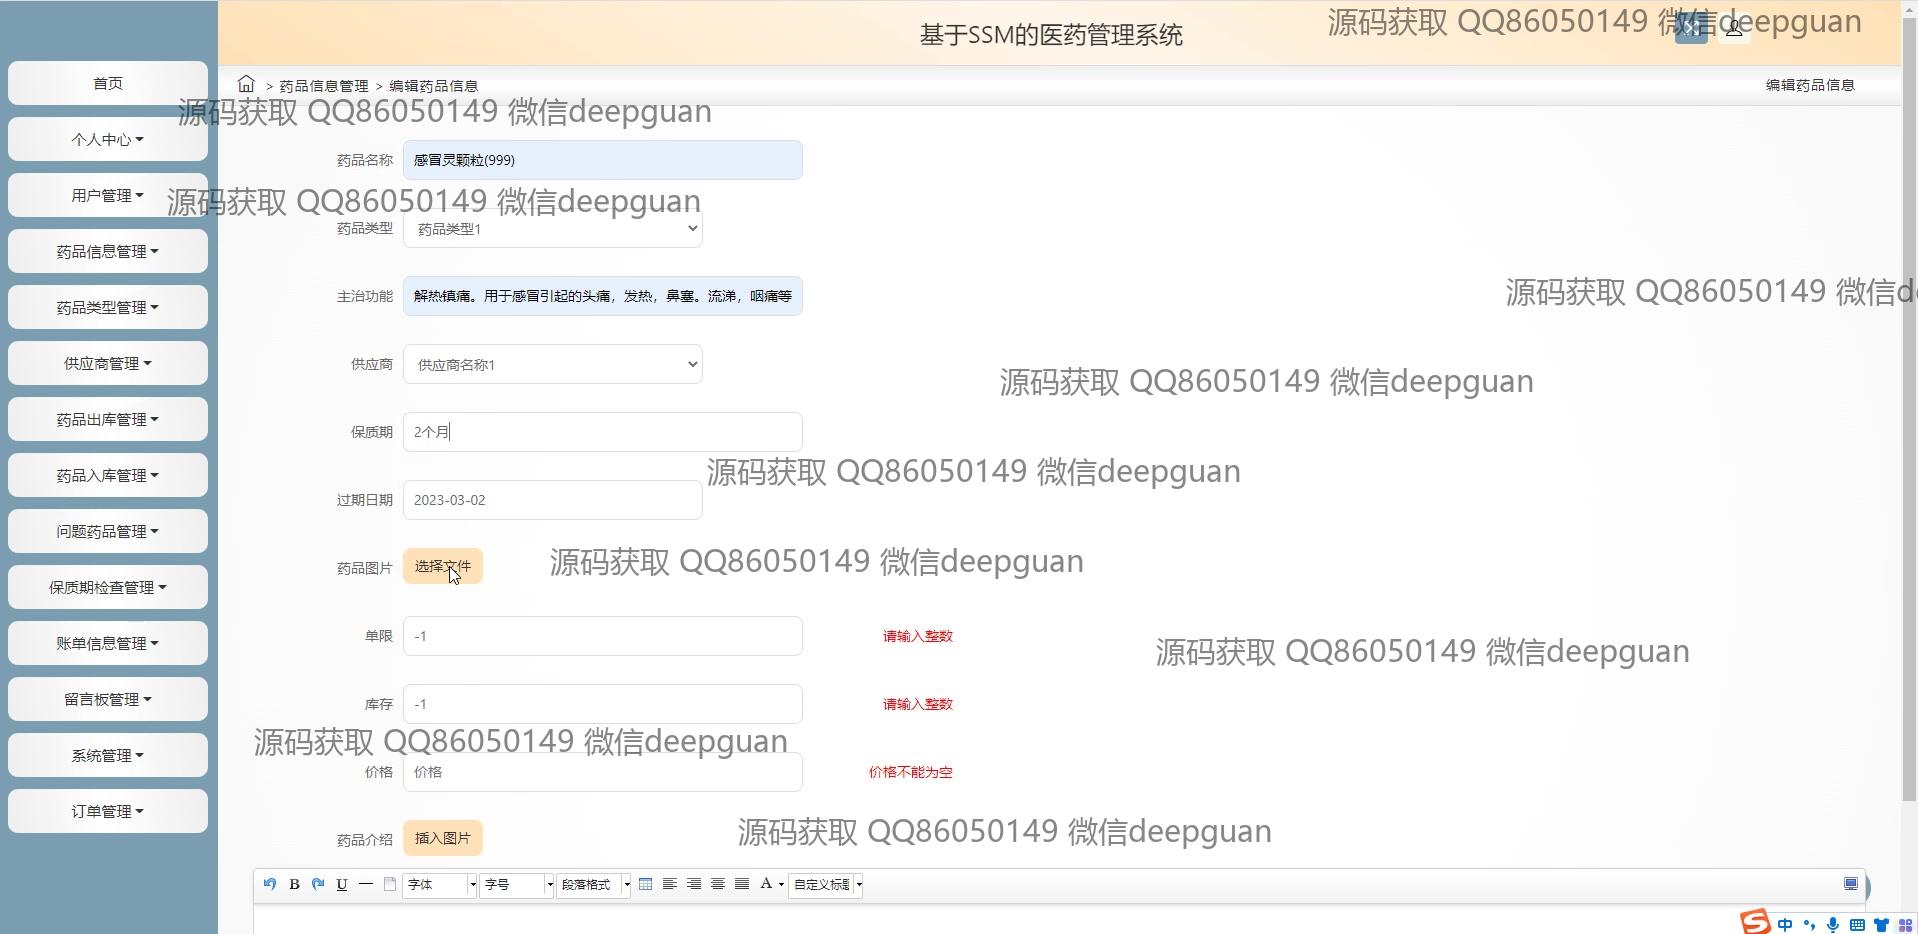 基于SSM的医药管理系统
源码获取 QQ86050149 微信deepguan
首页
> 药品信息管理 > 编辑药品信息
编辑药品信息
源码获取 QQ86050149 微信deepguan
个人中心
药品名称 感冒灵颗粒(999)
用户管理
源码获取 QQ86050149 微信deepguan
药品类型 药品类型1
药品信息管理
主治功能 解热镇痛。用于感冒引起的头痛，发热，鼻塞。流涕，咽痛等
源码获取 QQ86050149 微信d
药品类型管理
供应商管理
供应商 供应商名称1
源码获取 QQ86050149 微信deepguan
药品出库管理
保质期 2个月
药品入库管理
源码获取 QQ86050149 微信deepguan
过期日期 2023-03-02
问题药品管理
药品图片 选择文件
源码获取 QQ86050149 微信deepguan
保质期检查管理
单限 -1 请输入整数
账单信息管理
源码获取 QQ86050149 微信deepguan
留言板管理
库存 -1 请输入整数
源码获取 QQ86050149 微信deepguan
系统管理
价格 价格 价格不能为空
订单管理
药品介绍 插入图片
源码获取 QQ86050149 微信deepguan
B U 字体 字号 段落格式 A 自定义标题
中